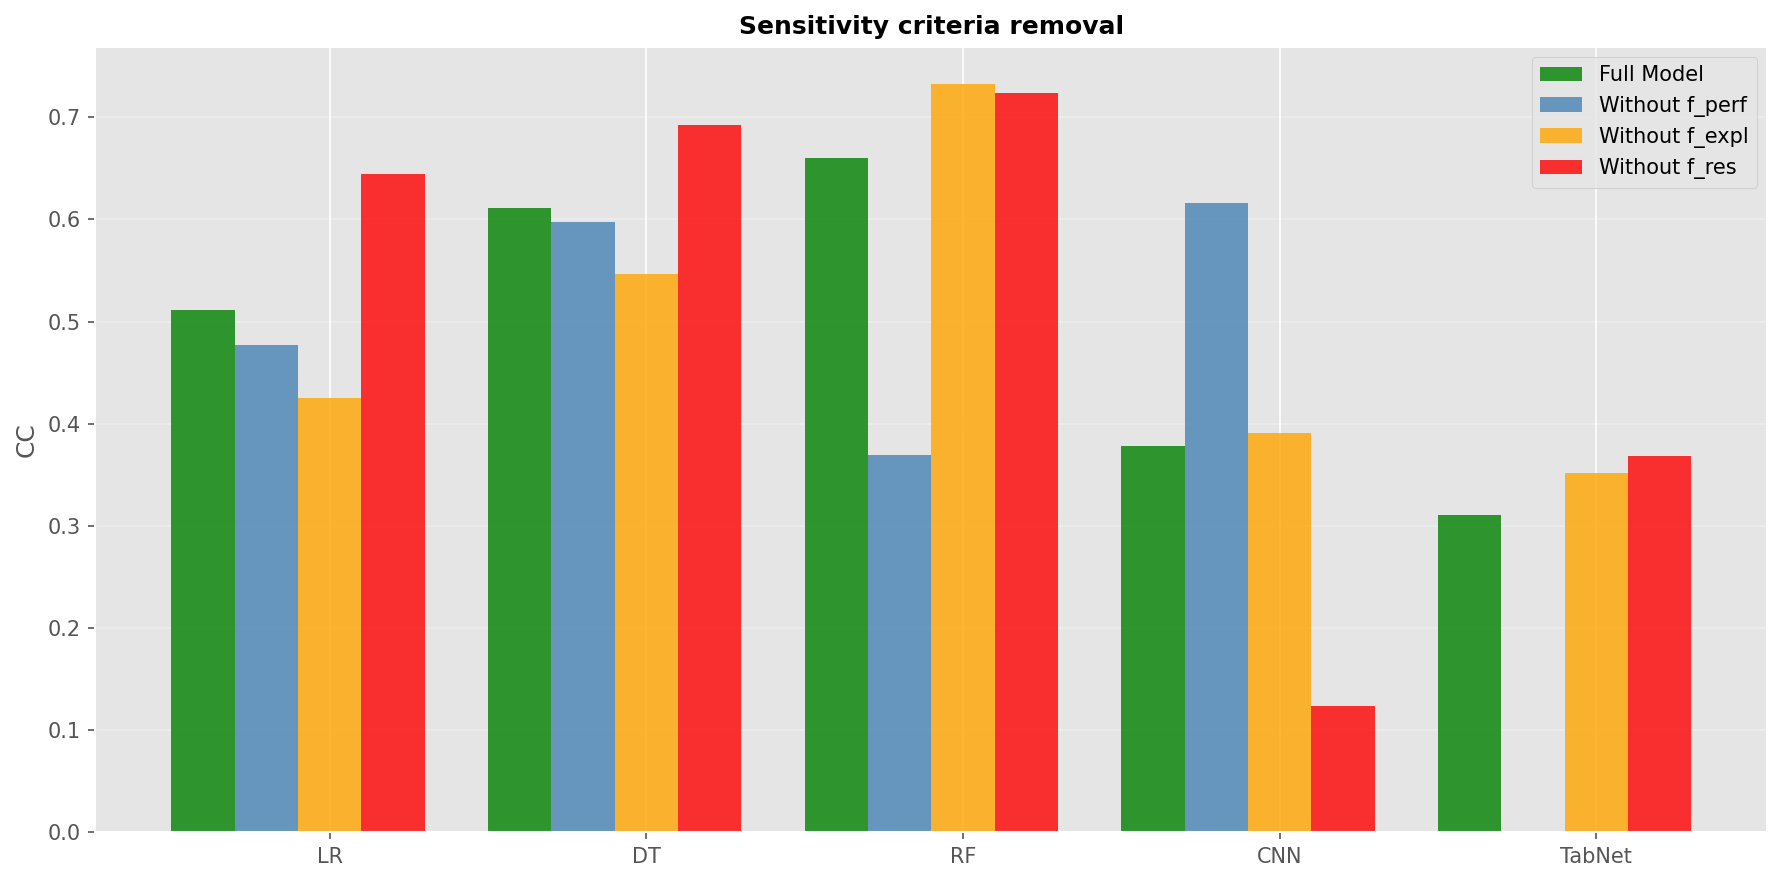 Sensitivity criteria removal
Full Model
Without f_perf
Without f_expl
Without f_res
CC
0.7
0.6
0.5
0.4
0.3
0.2
0.1
0.0
LR DT RF CNN TabNet